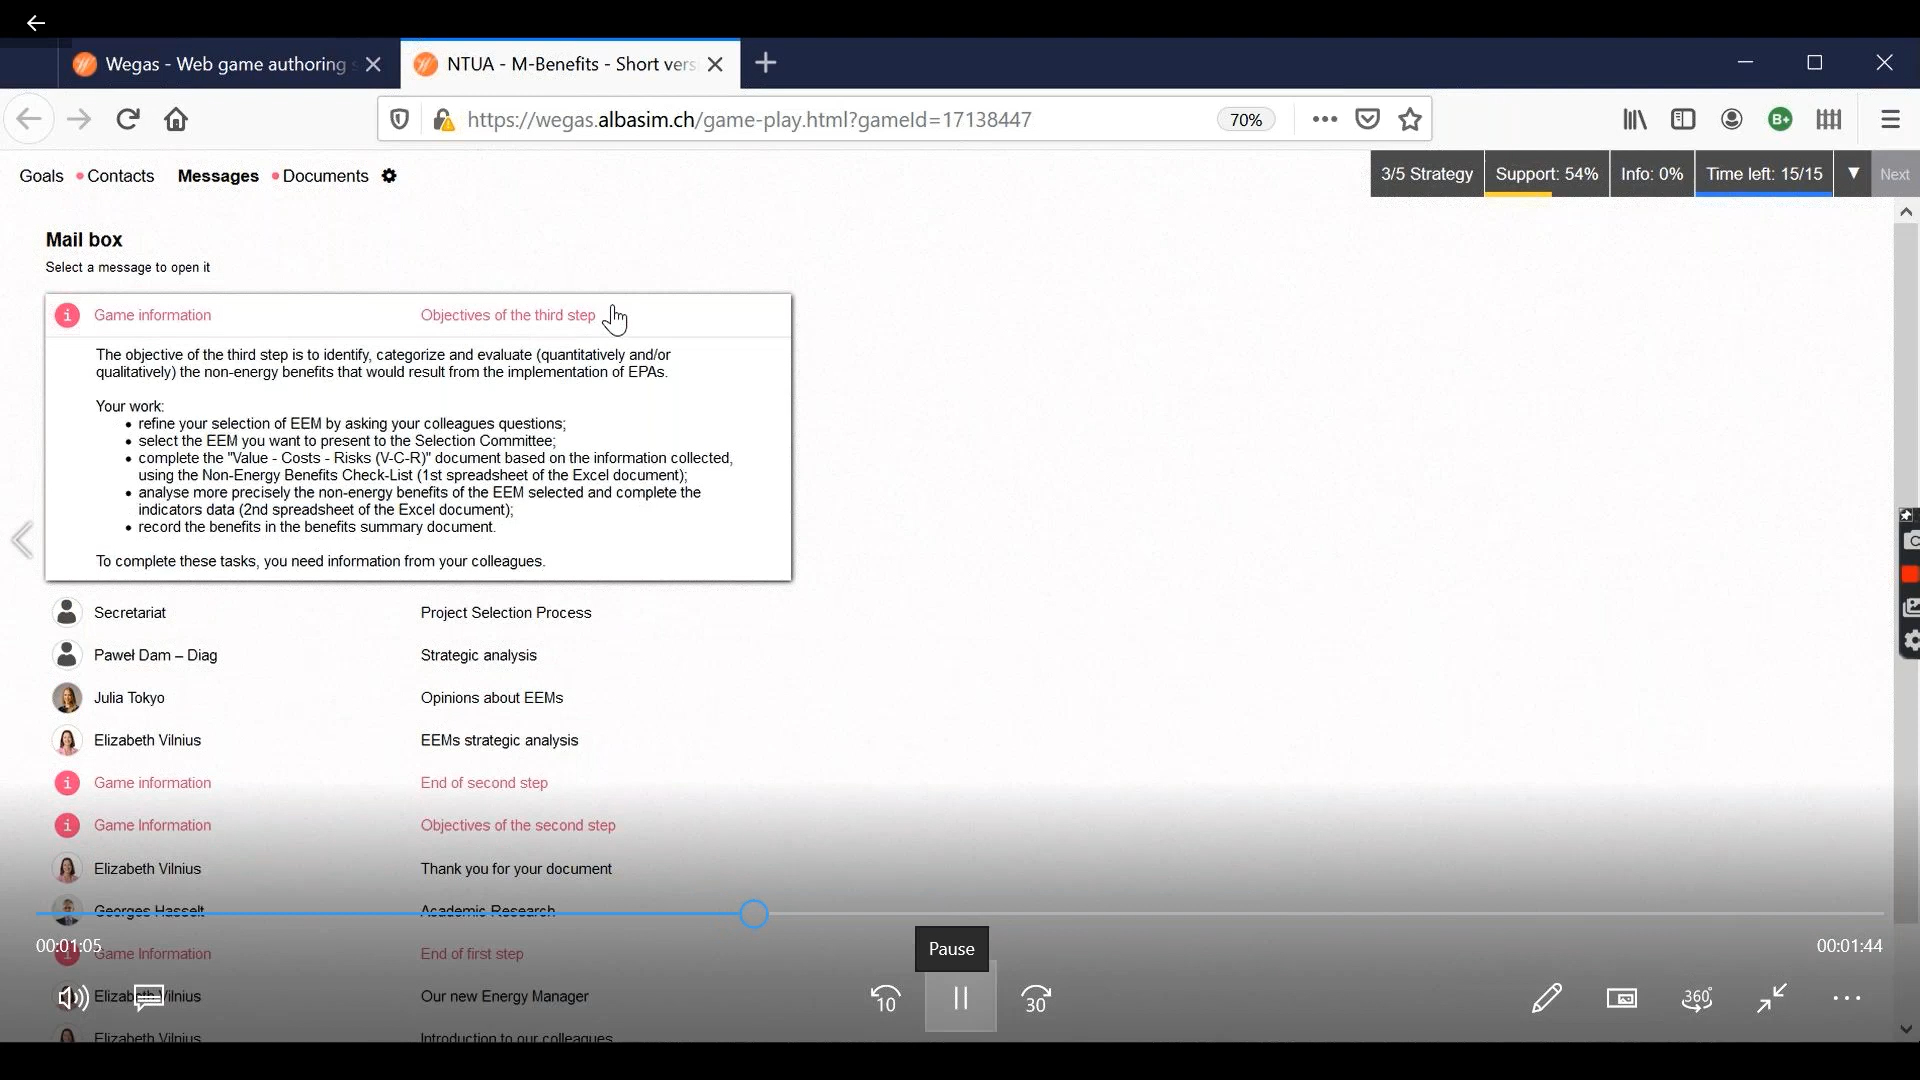 Wegas - Web game authoring s
NTUA - M-Benefits - Short vers
https://wegas.albasim.ch/game-play.html?gameId=17138447
70%
B+
Goals
Contacts
Messages
Documents
3/5 Strategy
Support: 54%
Info: 0%
Time left: 15/15
Next
Mail box
Select a message to open it
Game information Objectives of the third step
The objective of the third step is to identify, categorize and evaluate (quantitatively and/or
qualitatively) the non-energy benefits that would result from the implementation of EPAs.
Your work:
• refine your selection of EEM by asking your colleagues questions;
• select the EEM you want to present to the Selection Committee;
• complete the "Value - Costs - Risks (V-C-R)" document based on the information collected,
using the Non-Energy Benefits Check-List (1st spreadsheet of the Excel document);
• analyse more precisely the non-energy benefits of the EEM selected and complete the
indicators data (2nd spreadsheet of the Excel document);
• record the benefits in the benefits summary document.
To complete these tasks, you need information from your colleagues.
Secretariat Project Selection Process
Paweł Dam – Diag Strategic analysis
Julia Tokyo Opinions about EEMs
Elizabeth Vilnius EEMs strategic analysis
Game information End of second step
Game Information Objectives of the second step
Elizabeth Vilnius Thank you for your document
Georges Hasselt Academic Research
00:01:05
Pause
00:01:44
Game Information End of first step
Elizabeth Vilnius Our new Energy Manager
10
30
360°
Elizabeth Vilnius Introduction to our colleagues